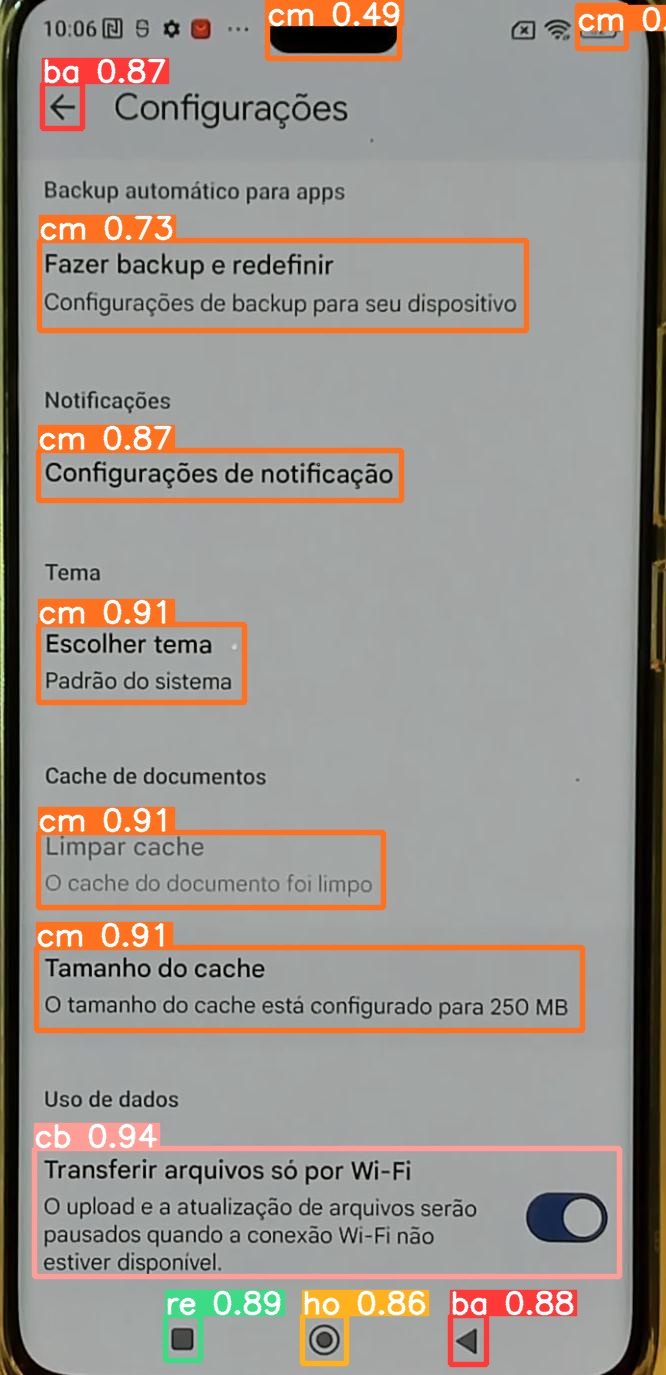 10:06
cm 0.49
cm 0.
ba 0.87
Configurações
Backup automático para apps
cm 0.73
Fazer backup e redefinir
Configurações de backup para seu dispositivo
Notificações
cm 0.87
Configurações de notificação
Tema
cm 0.91
Escolher tema
Padrão do sistema
Cache de documentos
cm 0.91
Limpar cache
O cache do documento foi limpo
cm 0.91
Tamanho do cache
O tamanho do cache está configurado para 250 MB
Uso de dados
cb 0.94
Transferir arquivos só por Wi-Fi
O upload e a atualização de arquivos serão
pausados quando a conexão Wi-Fi não
estiver disponível.
re 0.89
ho 0.86
ba 0.88